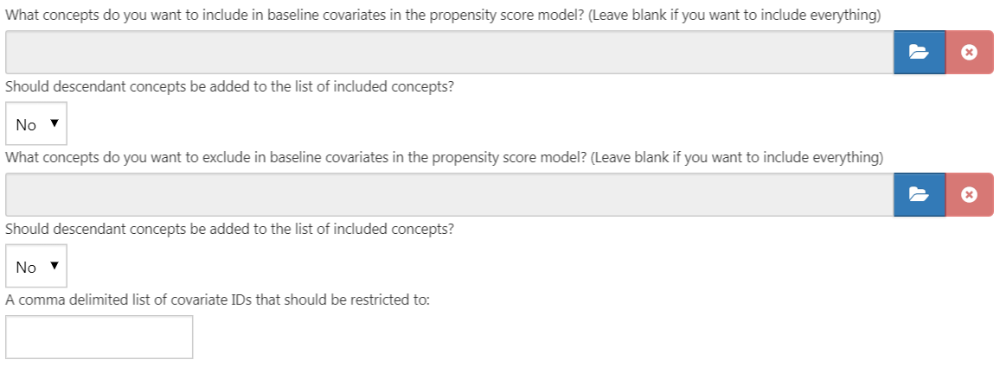 What concepts do you want to include in baseline covariates in the propensity score model? (Leave blank if you want to include everything)
Should descendant concepts be added to the list of included concepts?
No
What concepts do you want to exclude in baseline covariates in the propensity score model? (Leave blank if you want to include everything)
Should descendant concepts be added to the list of included concepts?
No
A comma delimited list of covariate IDs that should be restricted to: